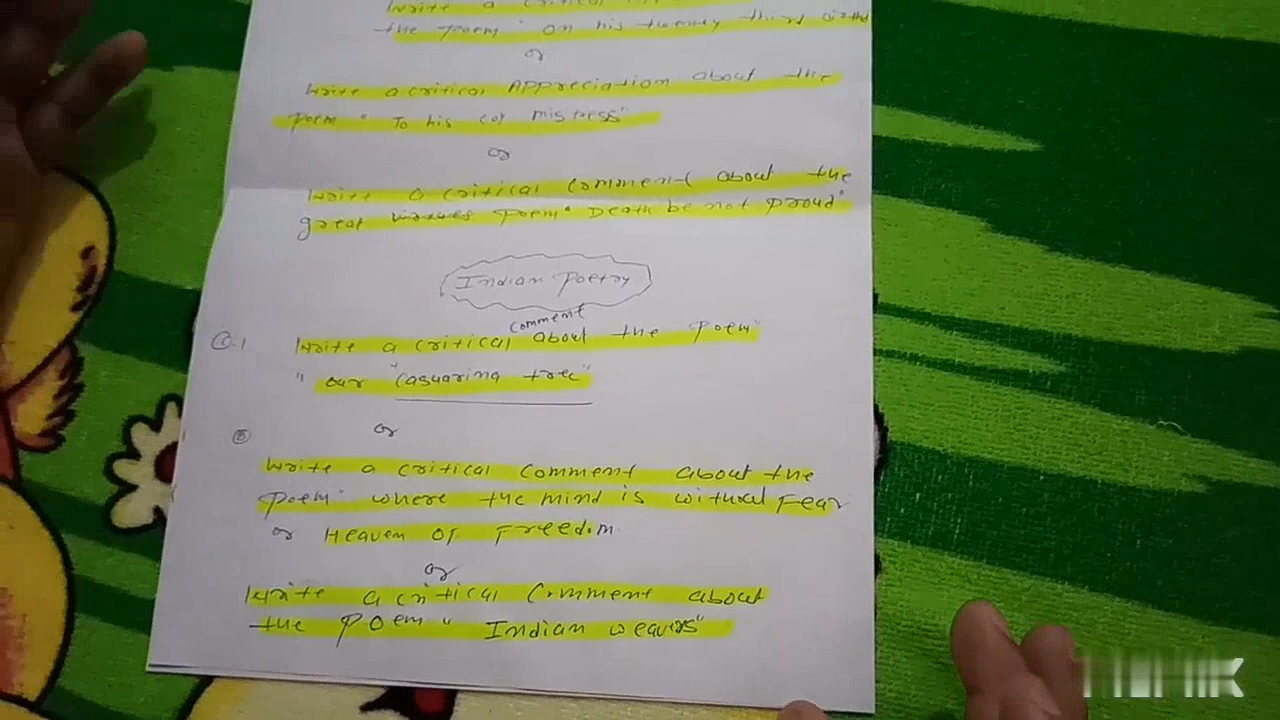 Write a critical
the Poem" on his twenty third birth
or
Write a critical APPreciation about the
Poem " To his coy mistress"
or
Write a critical comment about the
great Poem" Death be not proud"
Indian Poetry
comment
Q.1 Write a critical about the Poem"
" our "casuarina tree"
or
Write a critical comment about the
Poem" where the mind is without Fear
or Heaven of Freedom.
or
Write a critical comment about
the Poem " Indian weavers"